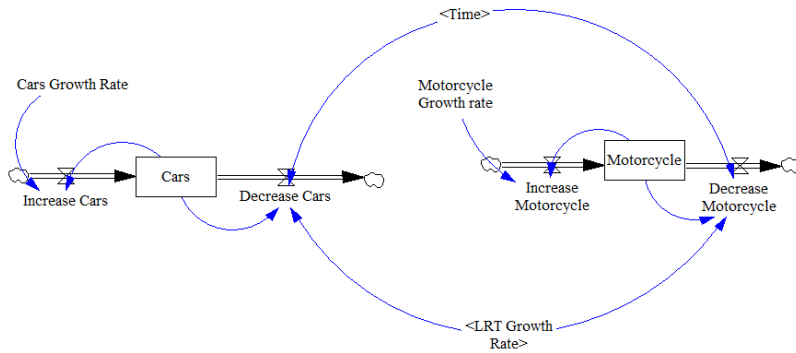 <Time>
Cars Growth Rate
Motorcycle
Growth rate
Cars
Motorcycle
Increase Cars
Decrease Cars
Increase
Motorcycle
Decrease
Motorcycle
<LRT Growth
Rate>